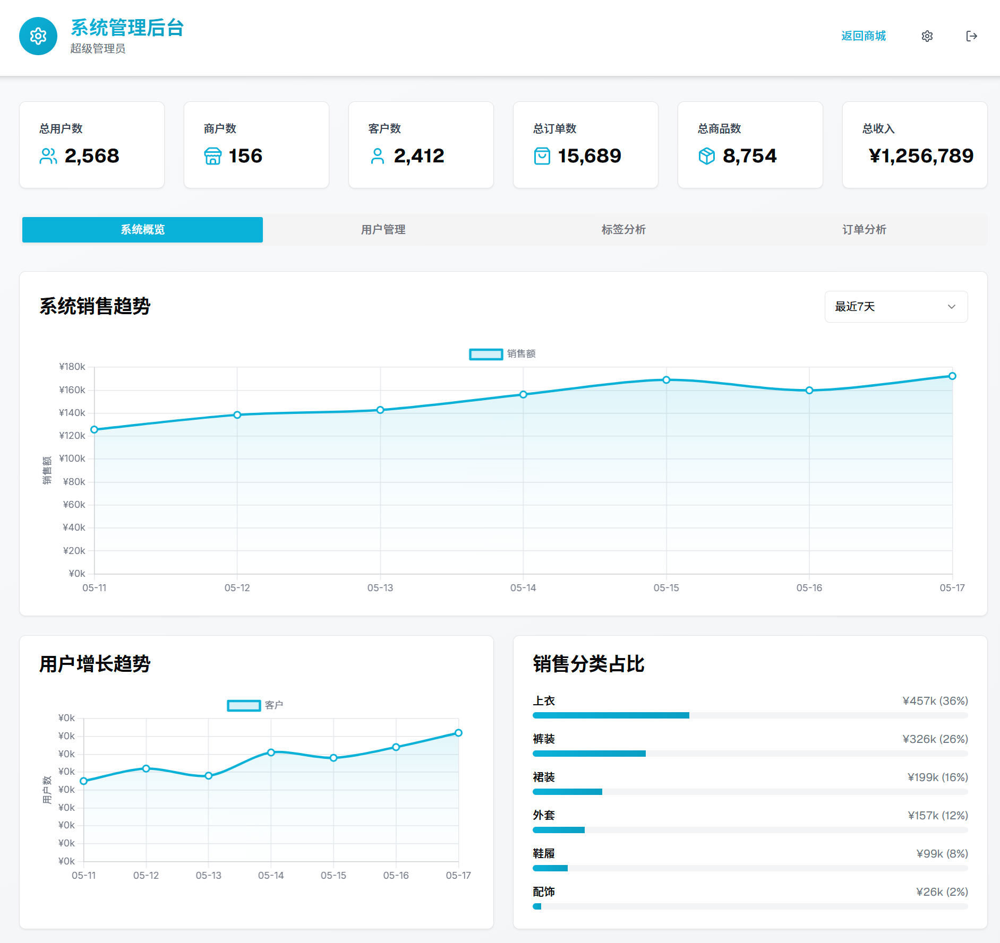 系统管理后台
超级管理员
返回商城
总用户数
2,568
商户数
156
客户数
2,412
总订单数
15,689
总商品数
8,754
总收入
¥1,256,789
系统概览
用户管理
标签分析
订单分析
系统销售趋势
最近7天
销售额
¥180k
¥160k
¥140k
¥120k
¥100k
¥80k
¥60k
¥40k
¥20k
¥0k
销售额
05-11
05-12
05-13
05-14
05-15
05-16
05-17
用户增长趋势
客户
¥0k
¥0k
¥0k
¥0k
¥0k
¥0k
¥0k
¥0k
¥0k
用户数
05-11
05-12
05-13
05-14
05-15
05-16
05-17
销售分类占比
上衣
¥457k (36%)
裤装
¥326k (26%)
裙装
¥199k (16%)
外套
¥157k (12%)
鞋履
¥99k (8%)
配饰
¥26k (2%)